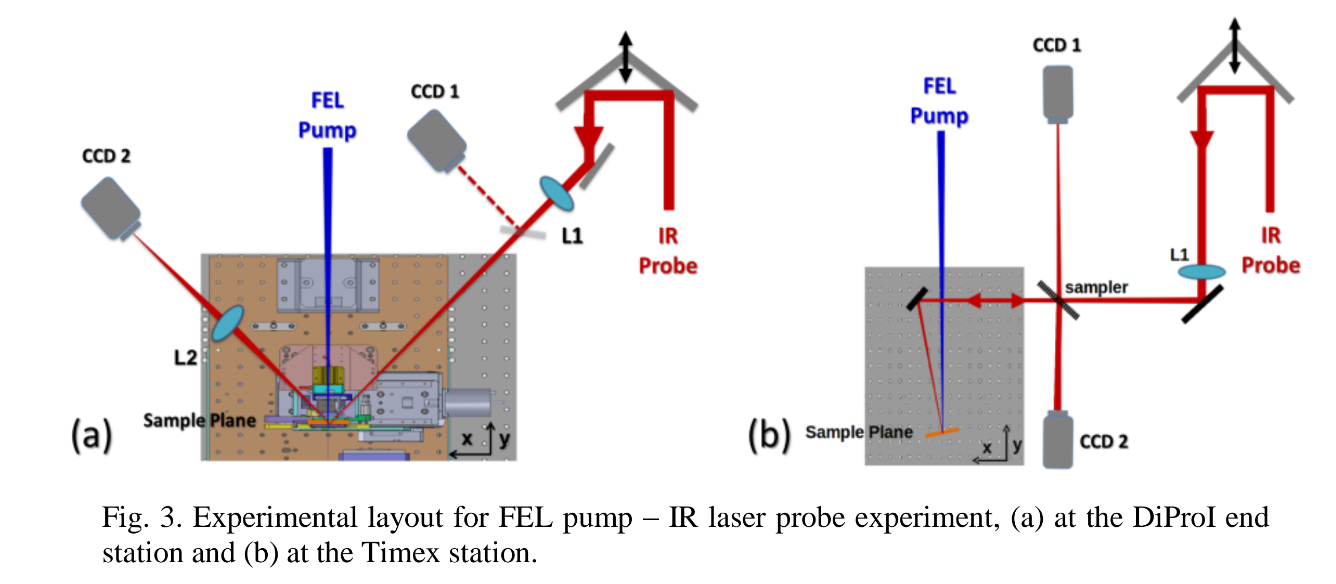 CCD 1
FEL
Pump
CCD 2
L1
IR
Probe
L2
Sample Plane
(a)
x
y
CCD 1
FEL
Pump
L1
IR
Probe
sampler
(b)
Sample Plane
x
y
CCD 2
Fig. 3. Experimental layout for FEL pump – IR laser probe experiment, (a) at the DiProI end
station and (b) at the Timex station.